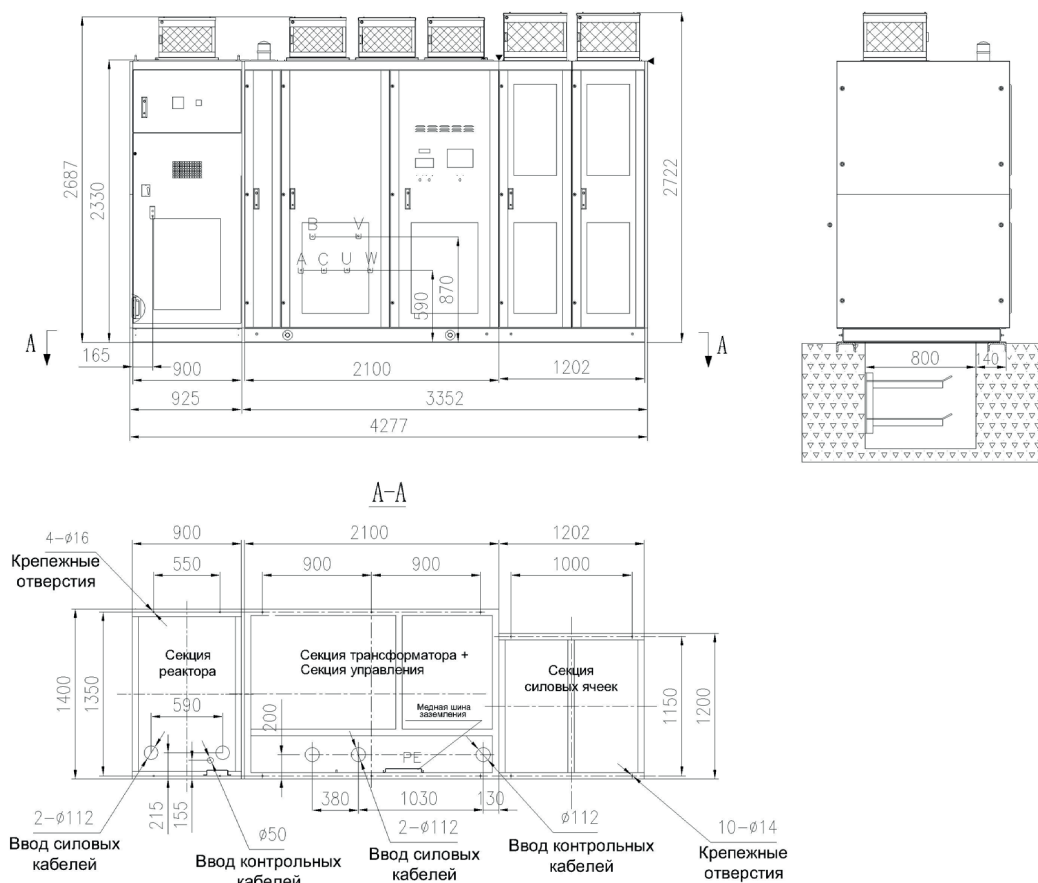 2687
2330
B V
A C U W
590
870
2722
A
A
165
900
2100
1202
925
3352
4277
800
140
A-A
4-ø16
Крепежные
отверстия
900
2100
1202
550
900
900
1000
Секция
реактора
Секция трансформатора +
Секция управления
Секция
силовых ячеек
1400
1350
590
200
Медная шина
заземления
PE
1150
1200
215
155
380
1030
130
2-ø112
Ввод силовых
кабелей
ø50
Ввод контрольных
кабелей
2-ø112
Ввод силовых
кабелей
ø112
Ввод контрольных
кабелей
10-ø14
Крепежные
отверстия